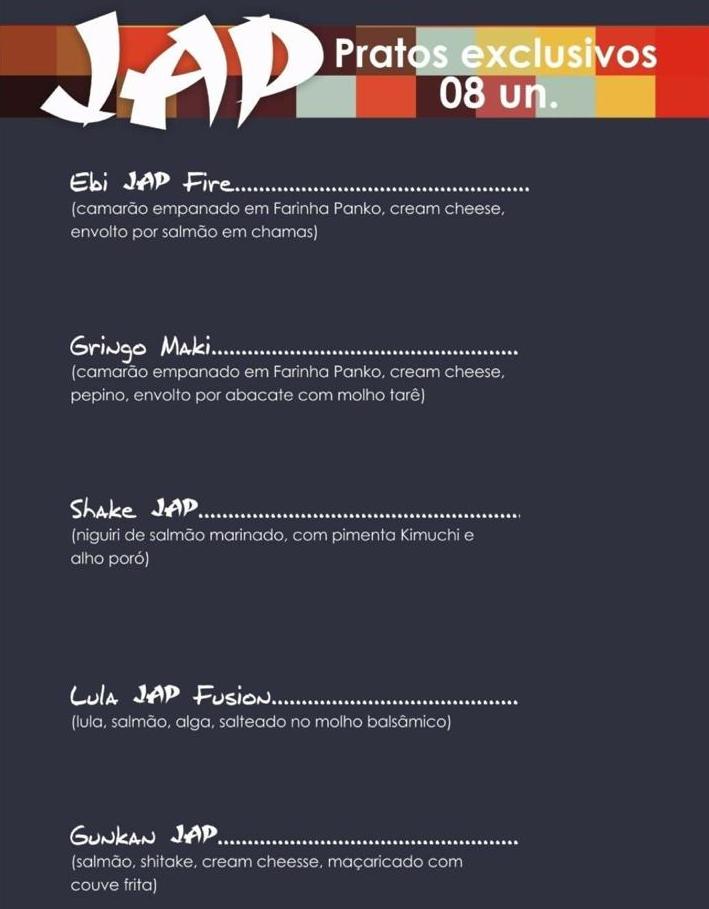 JAP
Pratos exclusivos
08 un.
Ebi JAP Fire.................................................
(camarão empanado em Farinha Panko, cream cheese,
envolto por salmão em chamas)
Gringo Maki...................................................
(camarão empanado em Farinha Panko, cream cheese,
pepino, envolto por abacate com molho tarê)
Shake JAP.....................................................
(niguiri de salmão marinado, com pimenta Kimuchi e
alho poró)
Lula JAP Fusion.........................................
(lula, salmão, alga, salteado no molho balsâmico)
Gunkan JAP..................................................
(salmão, shitake, cream cheesse, maçaricado com
couve frita)